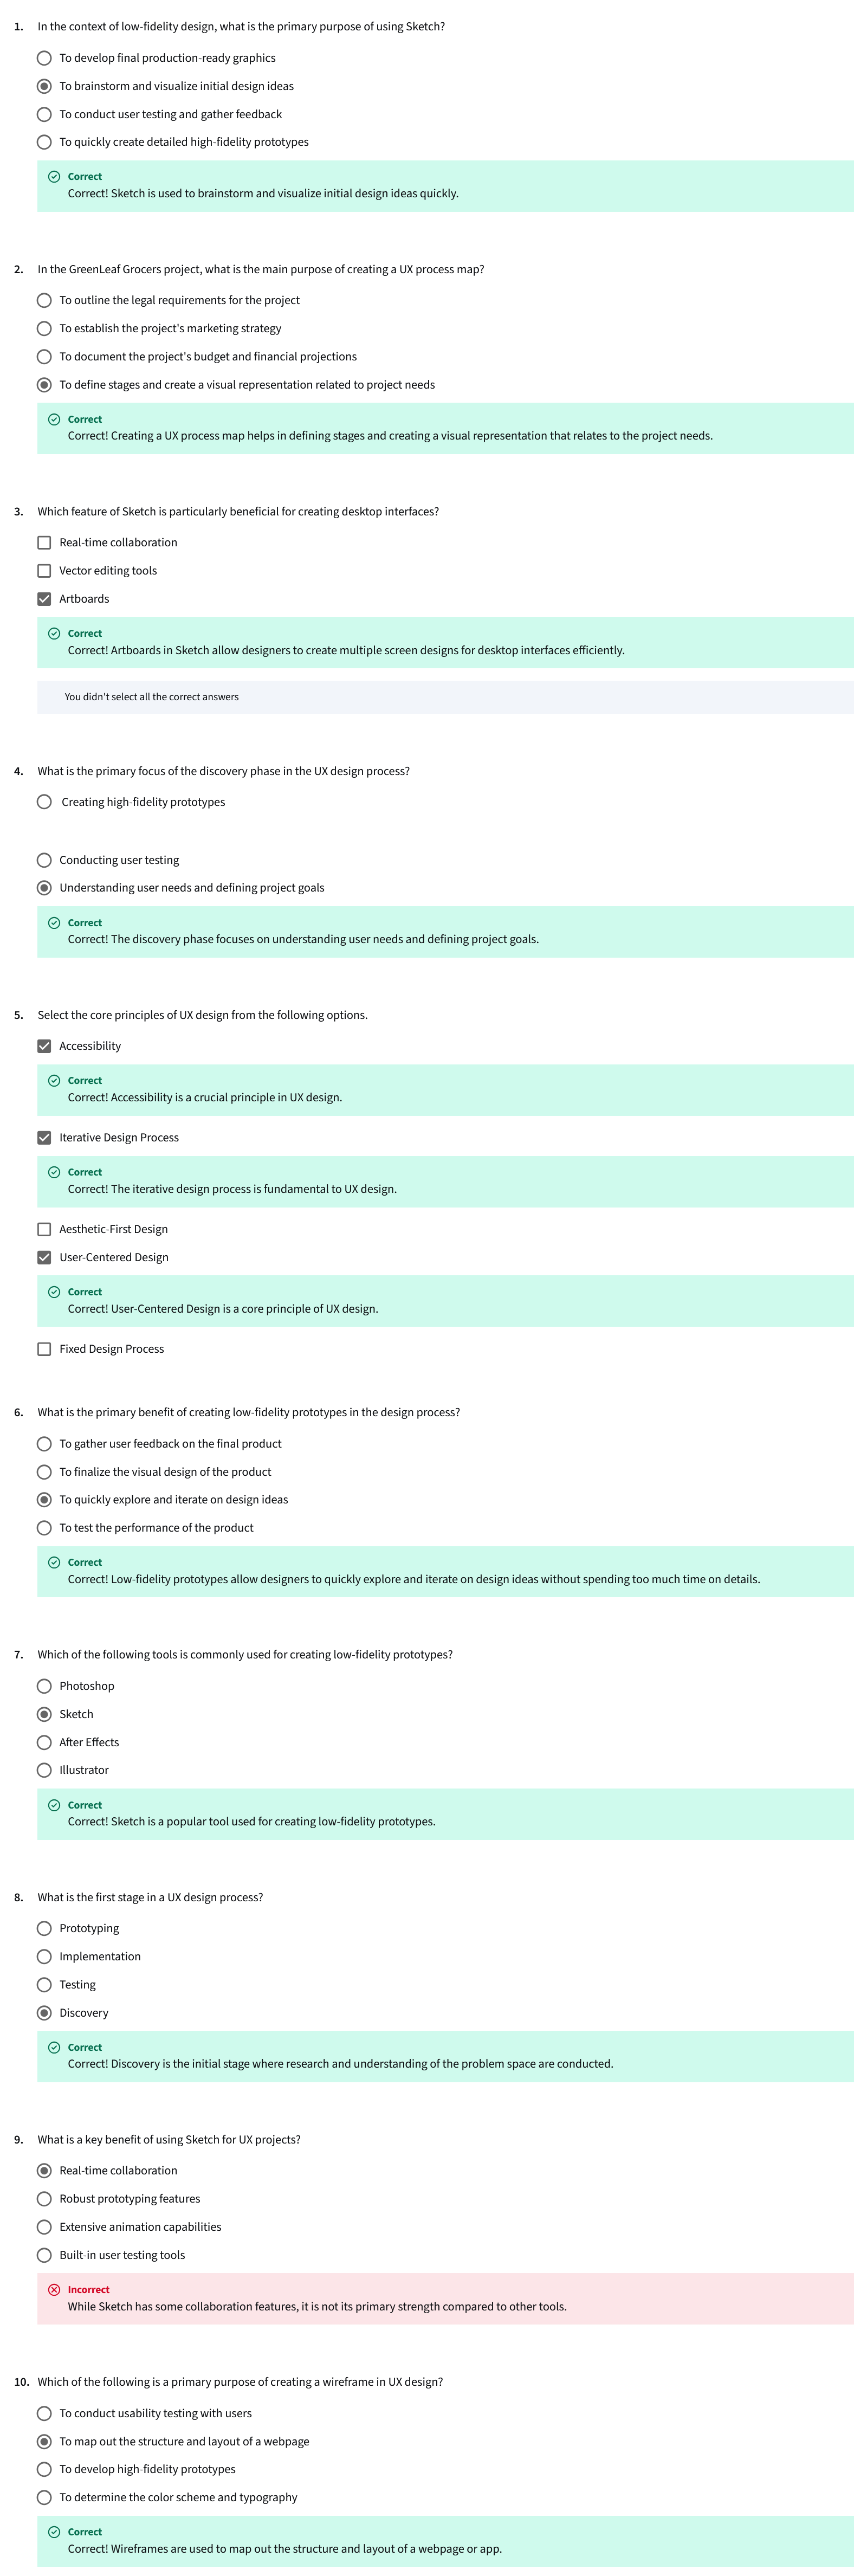 1. In the context of low-fidelity design, what is the primary purpose of using Sketch?
To develop final production-ready graphics
To brainstorm and visualize initial design ideas
To conduct user testing and gather feedback
To quickly create detailed high-fidelity prototypes
Correct
Correct! Sketch is used to brainstorm and visualize initial design ideas quickly.
2. In the GreenLeaf Grocers project, what is the main purpose of creating a UX process map?
To outline the legal requirements for the project
To establish the project's marketing strategy
To document the project's budget and financial projections
To define stages and create a visual representation related to project needs
Correct
Correct! Creating a UX process map helps in defining stages and creating a visual representation that relates to the project needs.
3. Which feature of Sketch is particularly beneficial for creating desktop interfaces?
Real-time collaboration
Vector editing tools
Artboards
Correct
Correct! Artboards in Sketch allow designers to create multiple screen designs for desktop interfaces efficiently.
You didn't select all the correct answers
4. What is the primary focus of the discovery phase in the UX design process?
Creating high-fidelity prototypes
Conducting user testing
Understanding user needs and defining project goals
Correct
Correct! The discovery phase focuses on understanding user needs and defining project goals.
5. Select the core principles of UX design from the following options.
Accessibility
Correct
Correct! Accessibility is a crucial principle in UX design.
Iterative Design Process
Correct
Correct! The iterative design process is fundamental to UX design.
Aesthetic-First Design
User-Centered Design
Correct
Correct! User-Centered Design is a core principle of UX design.
Fixed Design Process
6. What is the primary benefit of creating low-fidelity prototypes in the design process?
To gather user feedback on the final product
To finalize the visual design of the product
To quickly explore and iterate on design ideas
To test the performance of the product
Correct
Correct! Low-fidelity prototypes allow designers to quickly explore and iterate on design ideas without spending too much time on details.
7. Which of the following tools is commonly used for creating low-fidelity prototypes?
Photoshop
Sketch
After Effects
Illustrator
Correct
Correct! Sketch is a popular tool used for creating low-fidelity prototypes.
8. What is the first stage in a UX design process?
Prototyping
Implementation
Testing
Discovery
Correct
Correct! Discovery is the initial stage where research and understanding of the problem space are conducted.
9. What is a key benefit of using Sketch for UX projects?
Real-time collaboration
Robust prototyping features
Extensive animation capabilities
Built-in user testing tools
Incorrect
While Sketch has some collaboration features, it is not its primary strength compared to other tools.
10. Which of the following is a primary purpose of creating a wireframe in UX design?
To conduct usability testing with users
To map out the structure and layout of a webpage
To develop high-fidelity prototypes
To determine the color scheme and typography
Correct
Correct! Wireframes are used to map out the structure and layout of a webpage or app.